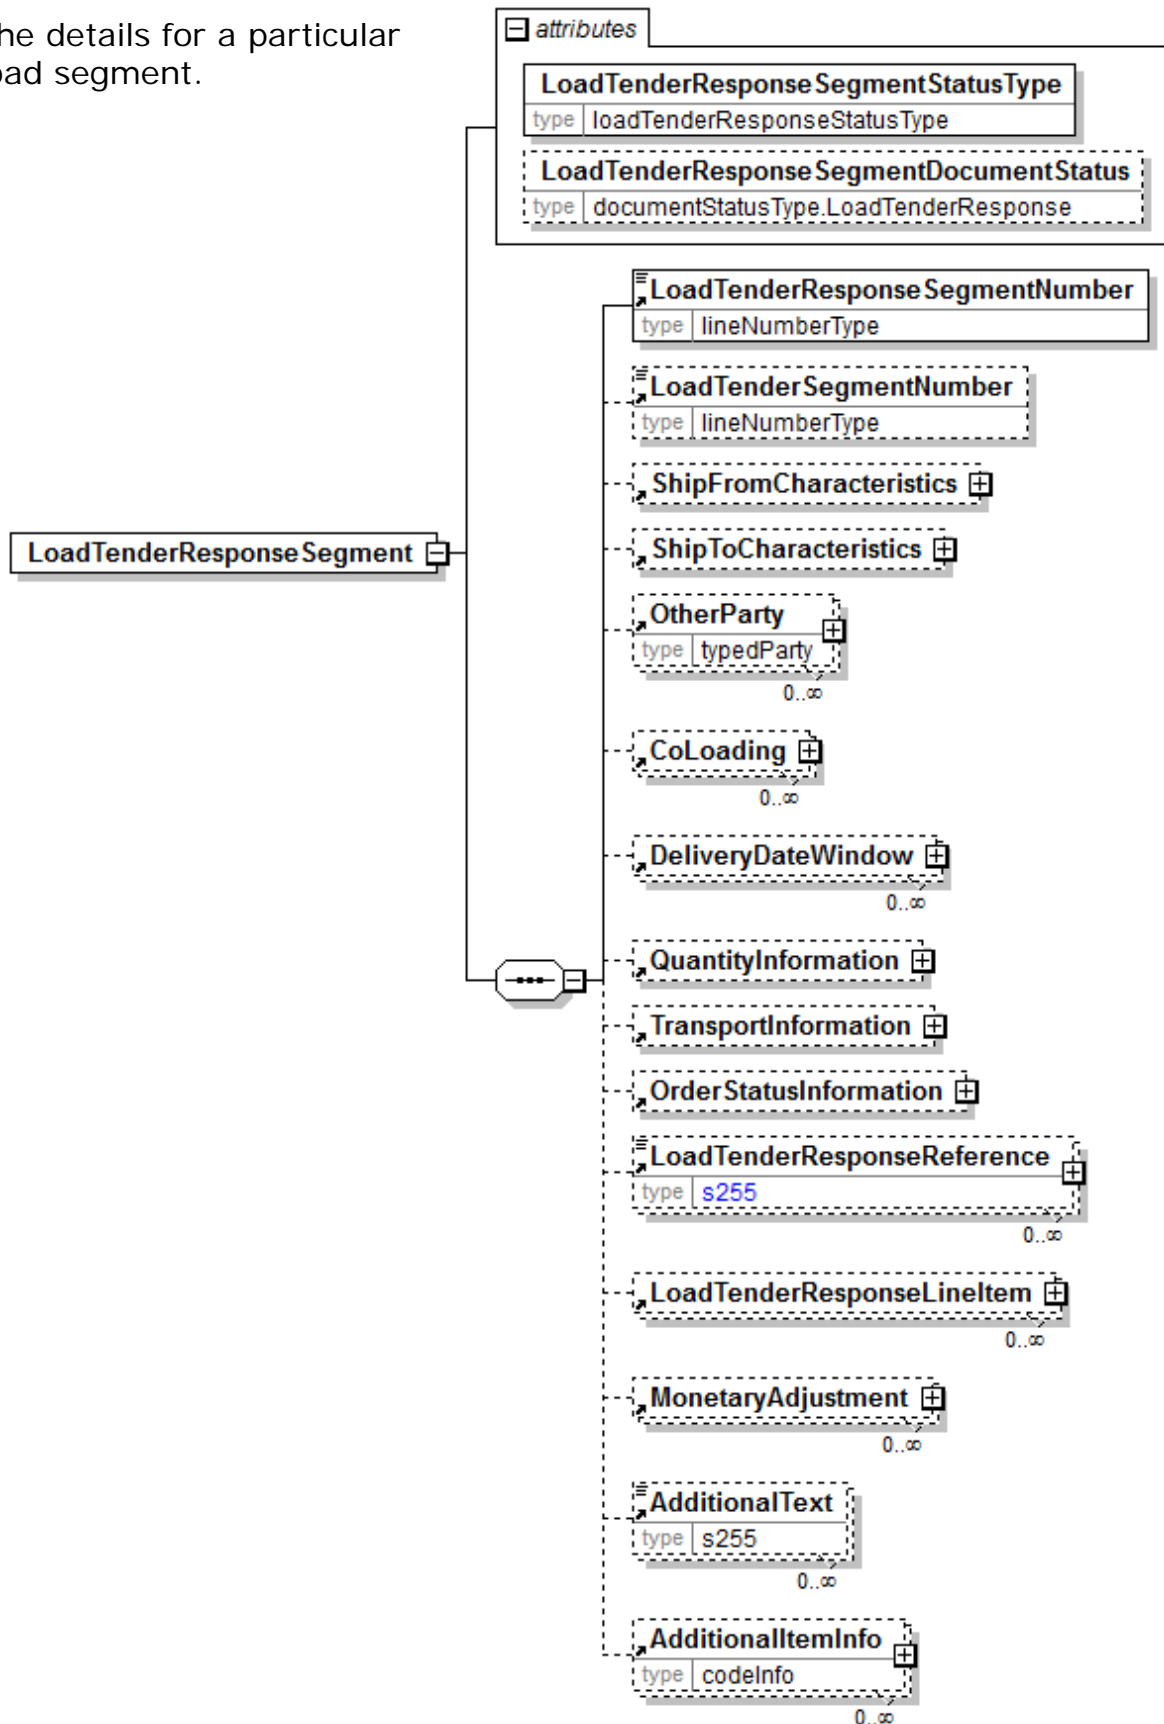 he details for a particular
oad segment.
attributes
LoadTenderResponseSegmentStatusType
type loadTenderResponseStatusType
LoadTenderResponseSegmentDocumentStatus
type documentStatusType.LoadTenderResponse
LoadTenderResponseSegmentNumber
type lineNumberType
LoadTenderSegmentNumber
type lineNumberType
ShipFromCharacteristics
LoadTenderResponseSegment
ShipToCharacteristics
OtherParty
type typedParty
0..∞
CoLoading
0..∞
DeliveryDateWindow
0..∞
QuantityInformation
TransportInformation
OrderStatusInformation
LoadTenderResponseReference
type s255
0..∞
LoadTenderResponseLineItem
0..∞
MonetaryAdjustment
0..∞
AdditionalText
type s255
0..∞
AdditionalItemInfo
type codeInfo
0..∞